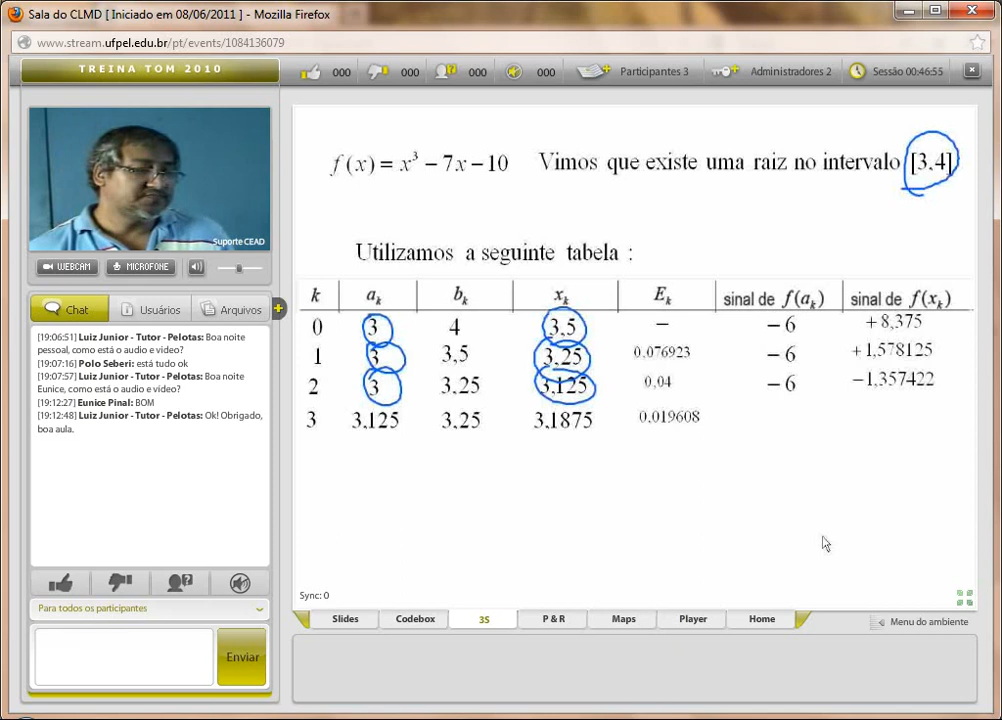 Sala do CLMD [ Iniciado em 08/06/2011 ] - Mozilla Firefox
www.stream.ufpel.edu.br/pt/events/1084136079
TREINA TOM 2010
000 000 000 000 Participantes 3 Administradores 2 Sessão 00:46:55
Suporte CEAD
WEBCAM MICROFONE
Chat Usuários Arquivos
[19:06:51] Luiz Junior - Tutor - Pelotas: Boa noite
pessoal, como está o audio e video?
[19:07:16] Polo Seberi: está tudo ok
[19:07:57] Luiz Junior - Tutor - Pelotas: Boa noite
Eunice, como está o audio e video?
[19:12:27] Eunice Pinal: BOM
[19:12:48] Luiz Junior - Tutor - Pelotas: Ok! Obrigado,
boa aula.
Para todos os participantes
Enviar
f(x) = x³ − 7x − 10 Vimos que existe uma raiz no intervalo [3,4]
Utilizamos a seguinte tabela :
k aₖ bₖ xₖ Eₖ sinal de f(aₖ) sinal de f(xₖ)
0 3 4 3,5 − − 6 +8,375
1 3 3,5 3,25 0,076923 − 6 +1,578125
2 3 3,25 3,125 0,04 − 6 −1,357422
3 3,125 3,25 3,1875 0,019608
Sync: 0
Slides Codebox 3S P & R Maps Player Home Menu do ambiente